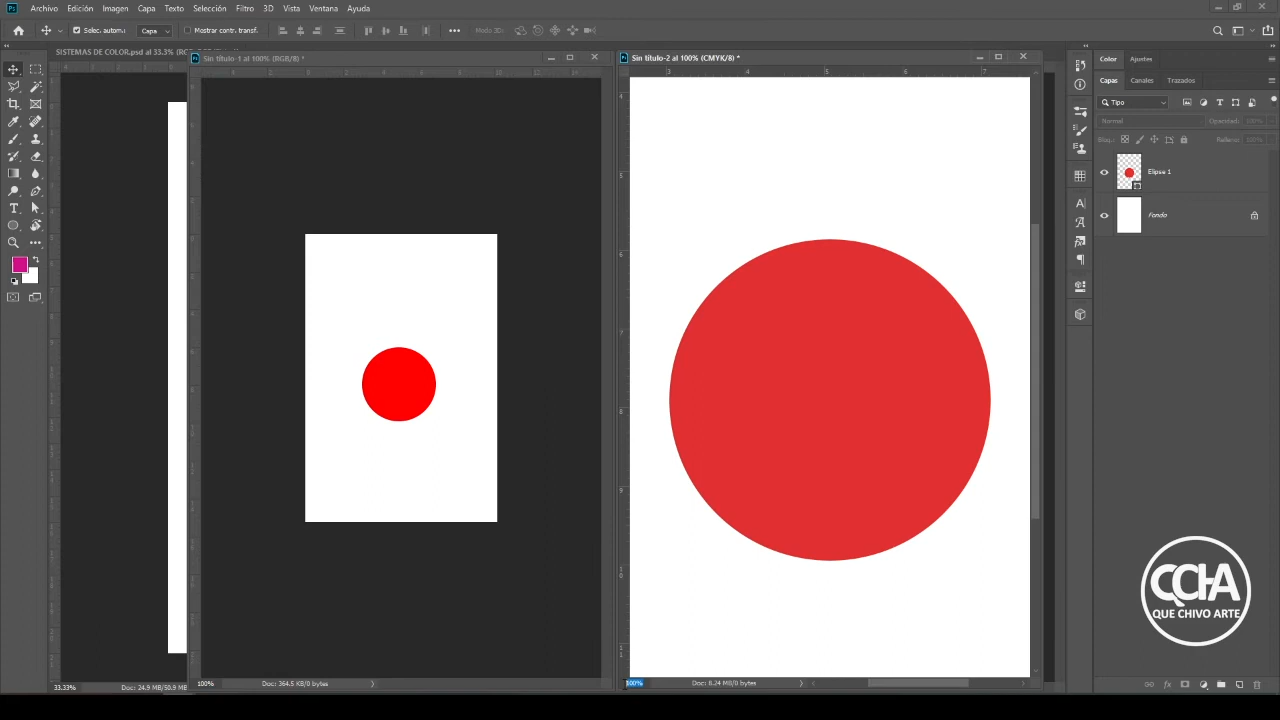 Archivo Edición Imagen Capa Texto Selección Filtro 3D Vista Ventana Ayuda
Selec. autom.: Capa Mostrar contr. transf. Modo 3D:
SISTEMAS DE COLOR.psd al 33.3% (RG
Sin título-1 al 100% (RGB/8) *
Sin título-2 al 100% (CMYK/8) *
Color Ajustes
Capas Canales Trazados
Tipo
Normal Opacidad: 100%
Bloq.: Relleno: 100%
Elipse 1
Fondo
QCHA
QUE CHIVO ARTE
33.33% Doc: 24.9 MB/50.9 MB
100% Doc: 364.5 KB/0 bytes
100% Doc: 8.24 MB/0 bytes